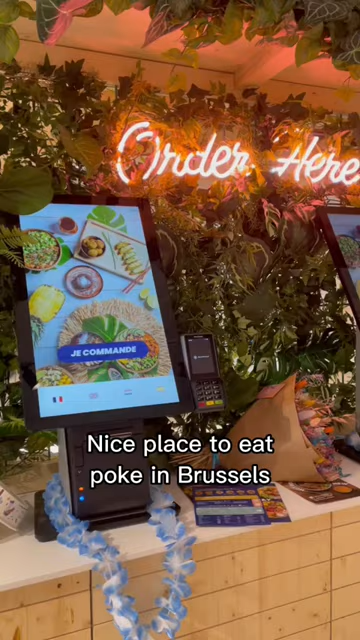 Order Here
JE COMMANDE
Nice place to eat
poke in Brussels